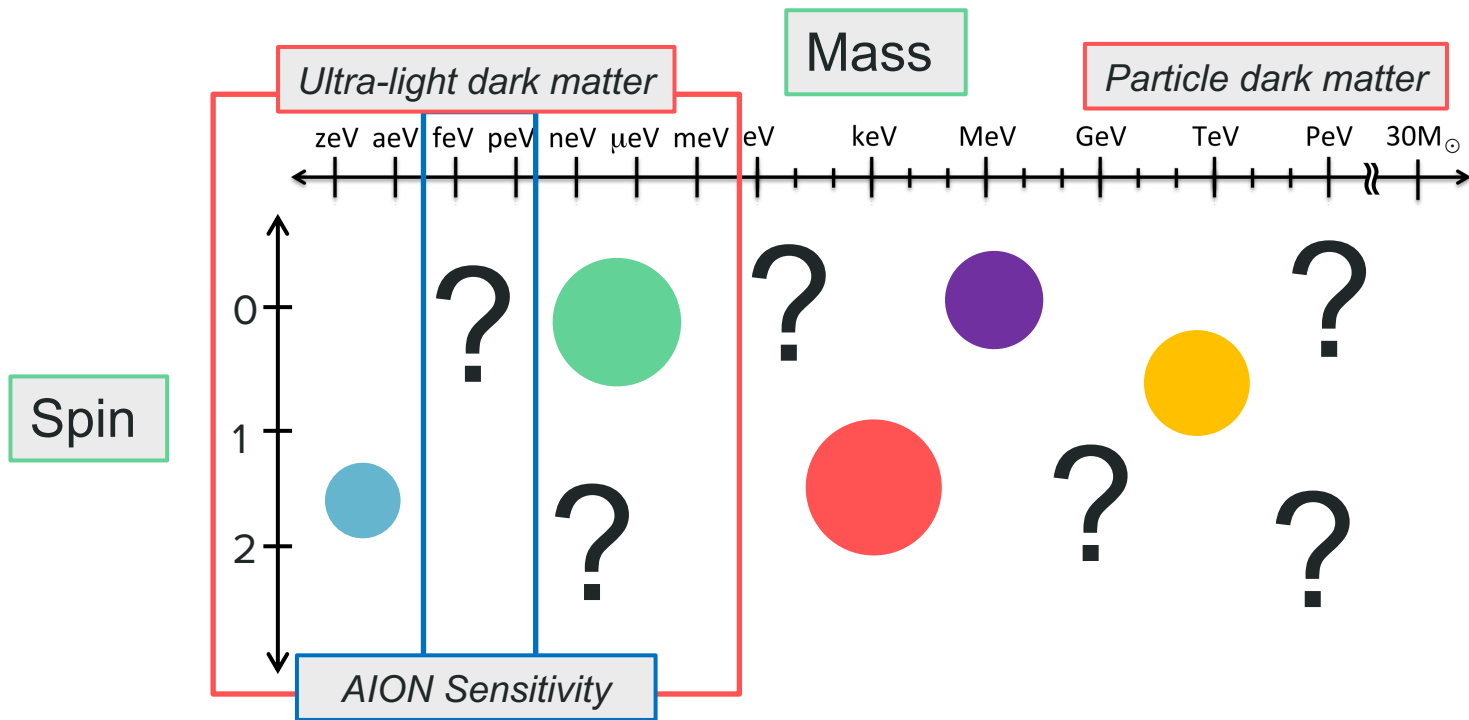 Mass
Ultra-light dark matter
Particle dark matter
zeV aeV feV peV neV μeV meV eV keV MeV GeV TeV PeV 30M☉
? ? ?
0
Spin
1
?
? ?
2
AION Sensitivity